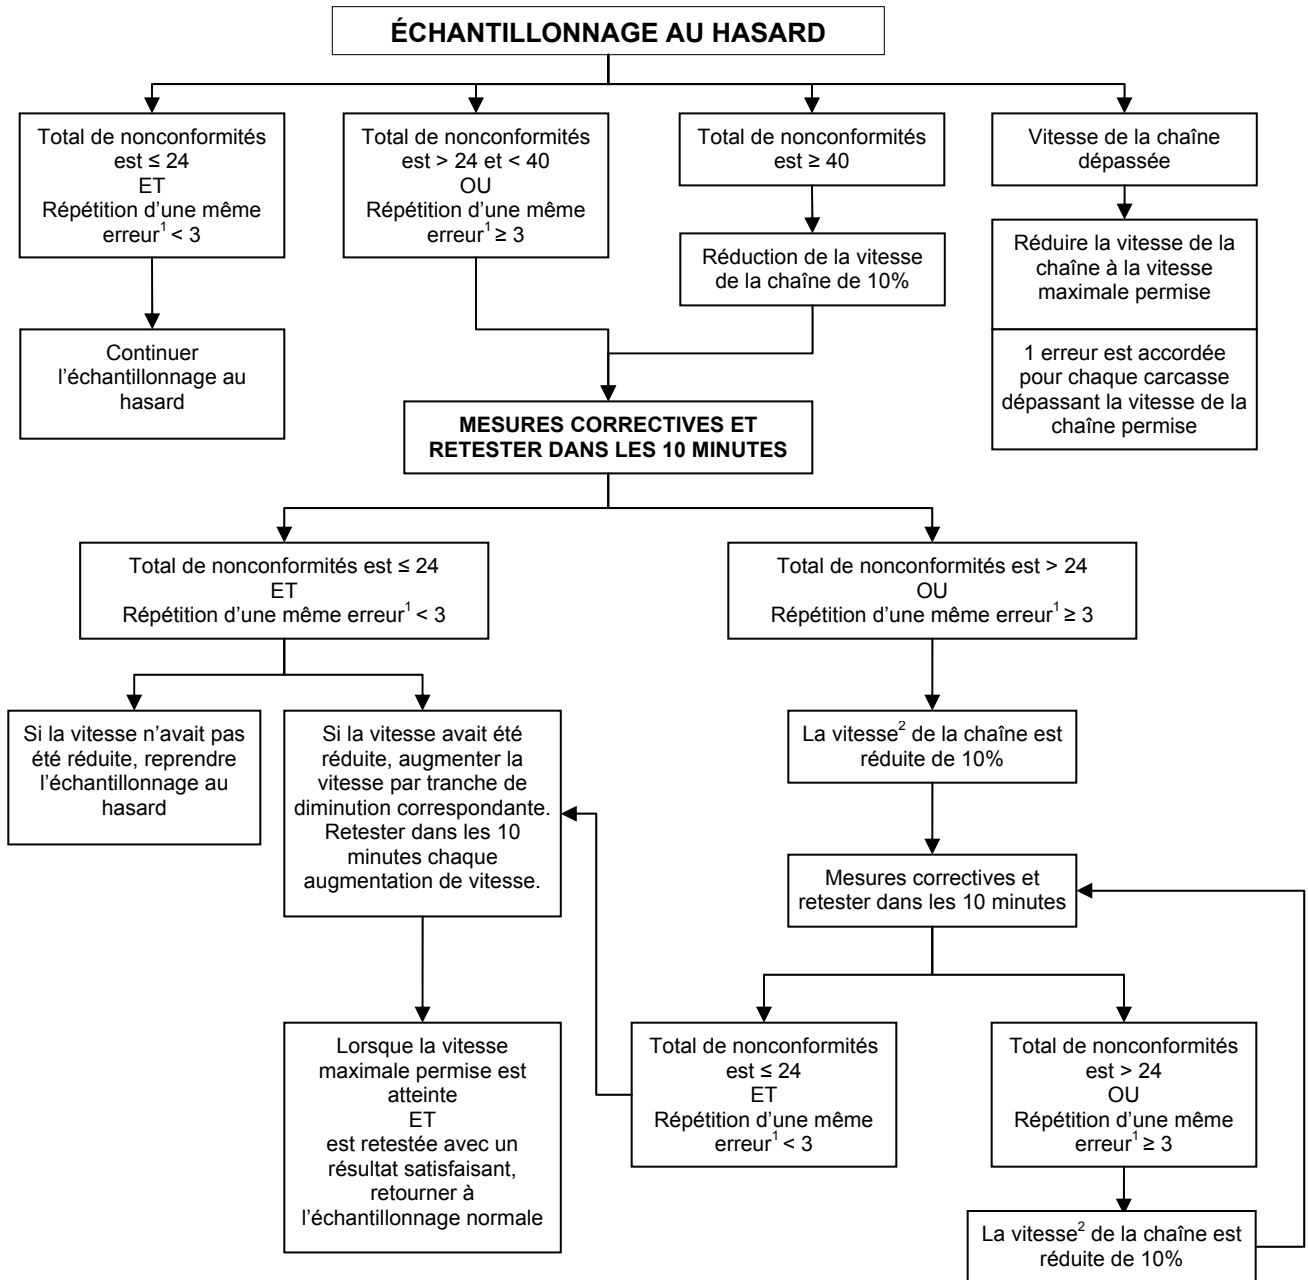 ÉCHANTILLONNAGE AU HASARD
Total de nonconformités
est ≤ 24
ET
Répétition d'une même
erreur¹ < 3
Total de nonconformités
est > 24 et < 40
OU
Répétition d'une même
erreur¹ ≥ 3
Total de nonconformités
est ≥ 40
Vitesse de la chaîne
dépassée
Réduction de la vitesse
de la chaîne de 10%
Réduire la vitesse de la
chaîne à la vitesse
maximale permise
Continuer
l'échantillonnage au
hasard
1 erreur est accordée
pour chaque carcasse
dépassant la vitesse de la
chaîne permise
MESURES CORRECTIVES ET
RETESTER DANS LES 10 MINUTES
Total de nonconformités est ≤ 24
ET
Répétition d'une même erreur¹ < 3
Total de nonconformités est > 24
OU
Répétition d'une même erreur¹ ≥ 3
Si la vitesse n'avait pas
été réduite, reprendre
l'échantillonnage au
hasard
Si la vitesse avait été
réduite, augmenter la
vitesse par tranche de
diminution correspondante.
Retester dans les 10
minutes chaque
augmentation de vitesse.
La vitesse² de la chaîne est
réduite de 10%
Mesures correctives et
retester dans les 10 minutes
Lorsque la vitesse
maximale permise est
atteinte
ET
est retestée avec un
résultat satisfaisant,
retourner à
l'échantillonnage normale
Total de nonconformités
est ≤ 24
ET
Répétition d'une même
erreur¹ < 3
Total de nonconformités
est > 24
OU
Répétition d'une même
erreur¹ ≥ 3
La vitesse² de la chaîne est
réduite de 10%